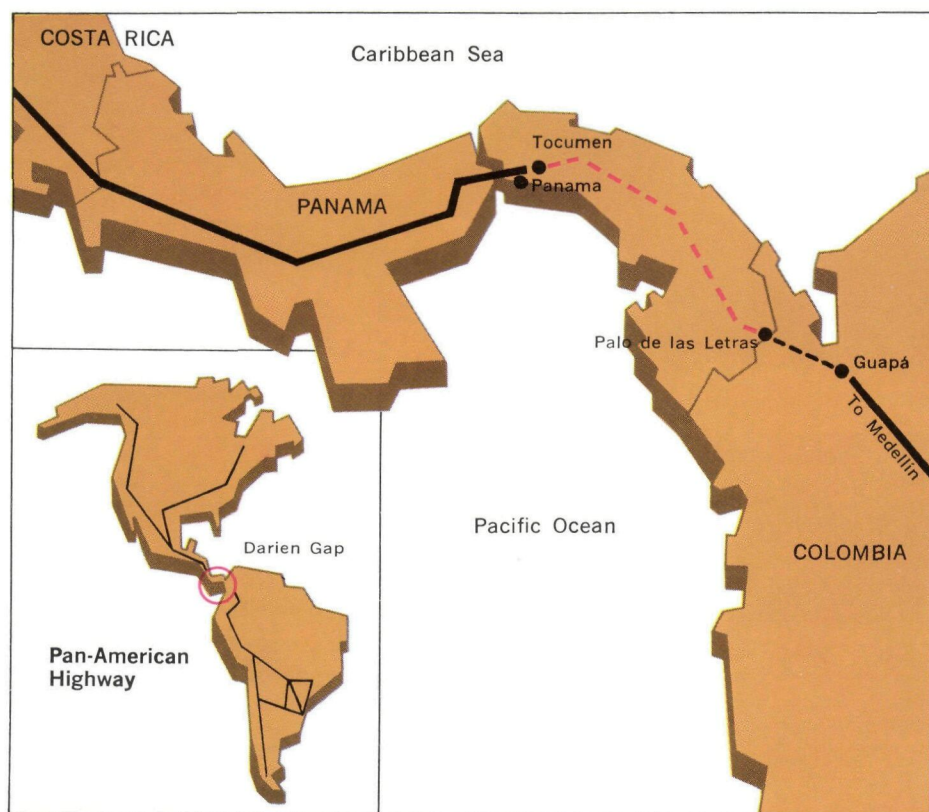 COSTA RICA
Caribbean Sea
Tocumen
Panama
PANAMA
Palo de las Letras
Guapá
To Medellín
Pacific Ocean
COLOMBIA
Darien Gap
Pan-American
Highway